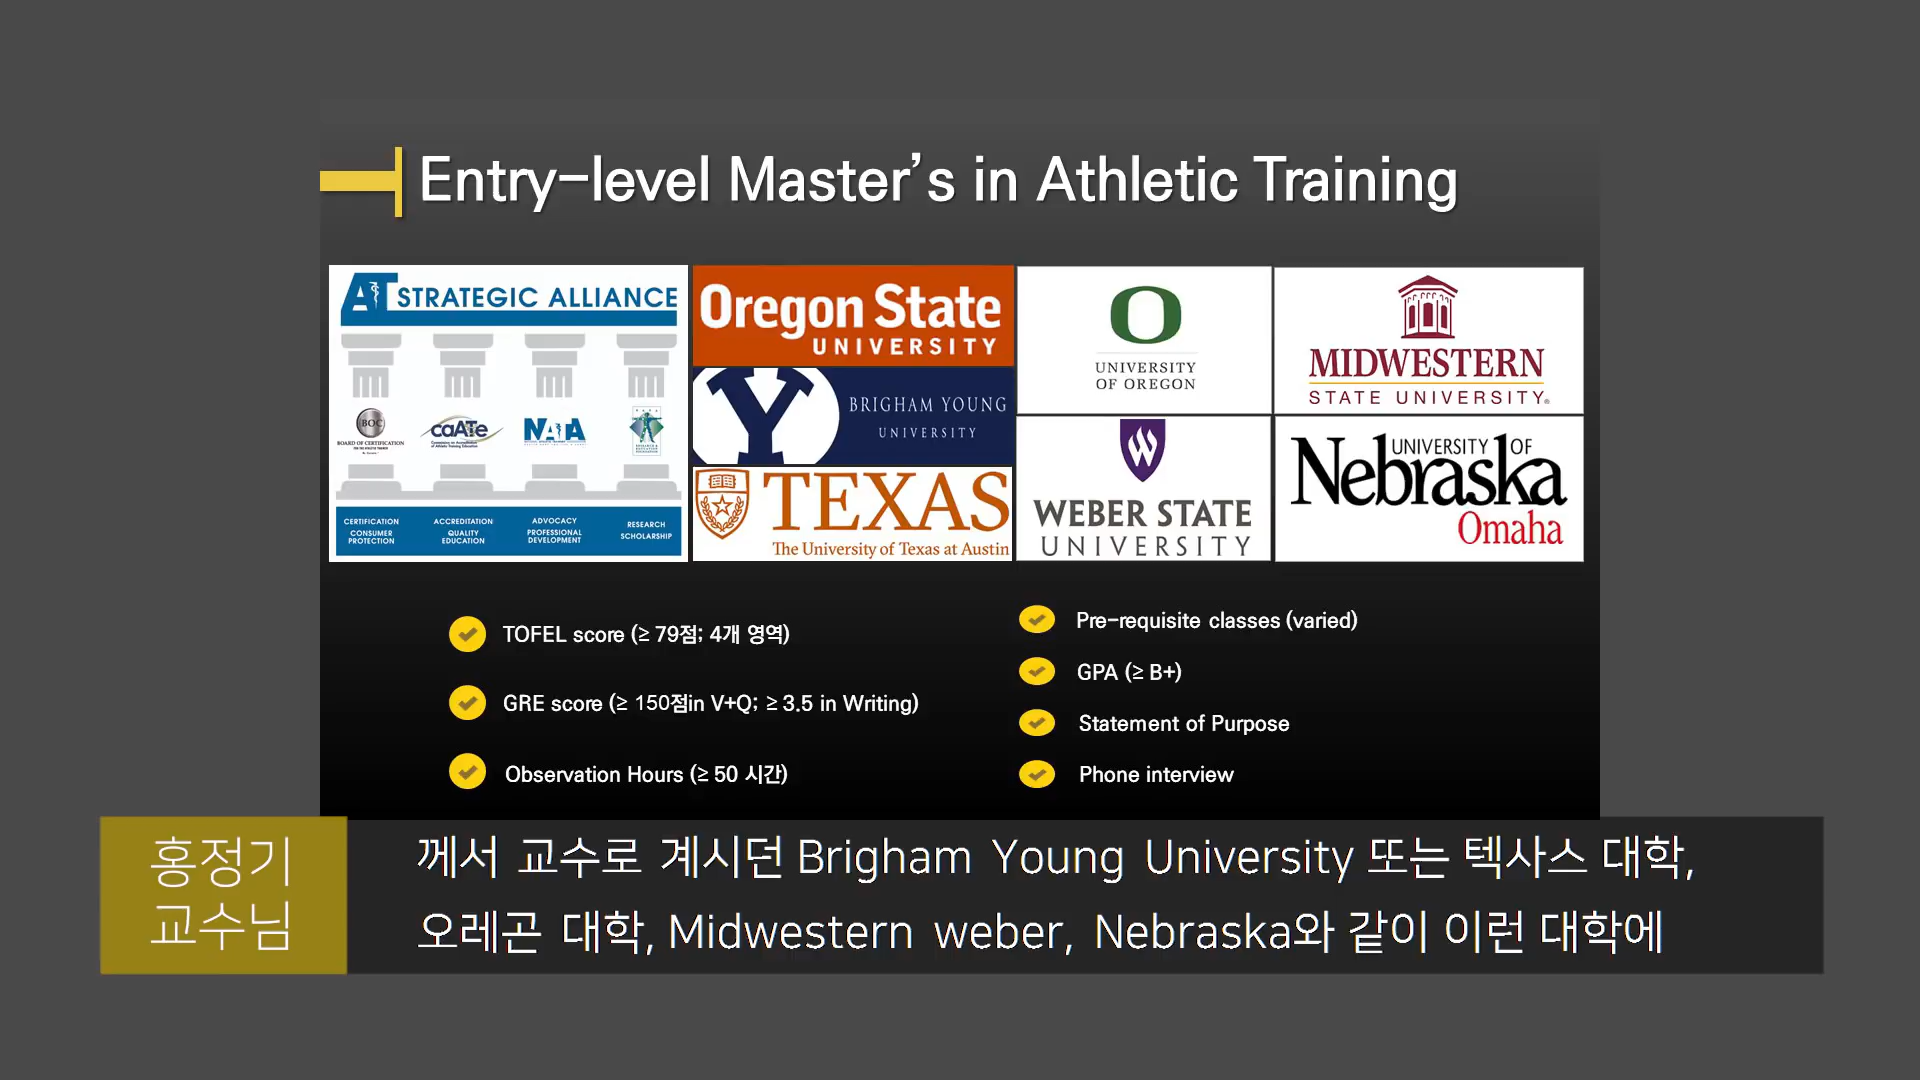 Entry-level Master's in Athletic Training
AT STRATEGIC ALLIANCE
BOC
BOARD OF CERTIFICATION
caATe
NATA
CERTIFICATION
CONSUMER
PROTECTION
ACCREDITATION
QUALITY
EDUCATION
ADVOCACY
PROFESSIONAL
DEVELOPMENT
RESEARCH
SCHOLARSHIP
Oregon State
UNIVERSITY
BRIGHAM YOUNG
UNIVERSITY
TEXAS
The University of Texas at Austin
UNIVERSITY
OF OREGON
WEBER STATE
UNIVERSITY
MIDWESTERN
STATE UNIVERSITY
UNIVERSITY OF
Nebraska
Omaha
TOFEL score (≥ 79점; 4개 영역)
GRE score (≥ 150점in V+Q; ≥ 3.5 in Writing)
Observation Hours (≥ 50 시간)
Pre-requisite classes (varied)
GPA (≥ B+)
Statement of Purpose
Phone interview
홍정기
교수님
께서 교수로 계시던 Brigham Young University 또는 텍사스 대학,
오레곤 대학, Midwestern weber, Nebraska와 같이 이런 대학에